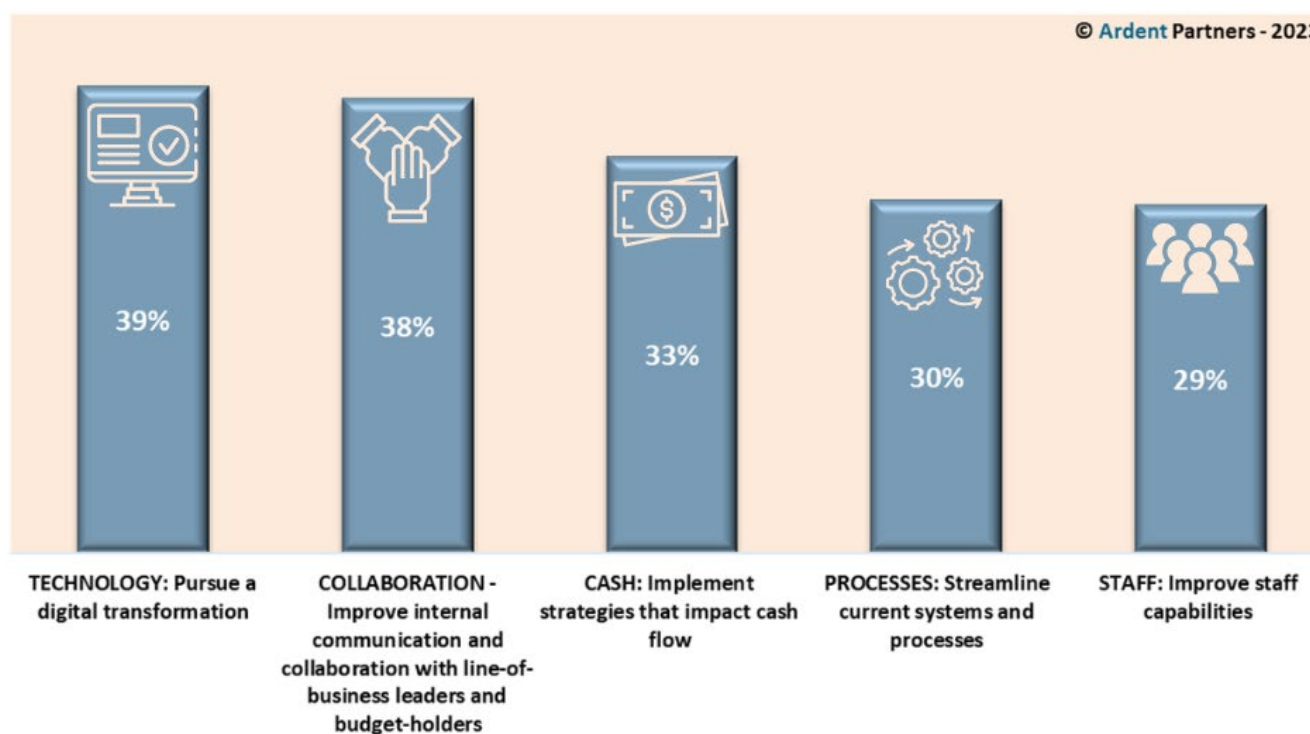 © Ardent Partners - 2023
39%
38%
33%
30%
29%
TECHNOLOGY: Pursue a
digital transformation
COLLABORATION -
Improve internal
communication and
collaboration with line-of-
business leaders and
budget-holders
CASH: Implement
strategies that impact cash
flow
PROCESSES: Streamline
current systems and
processes
STAFF: Improve staff
capabilities